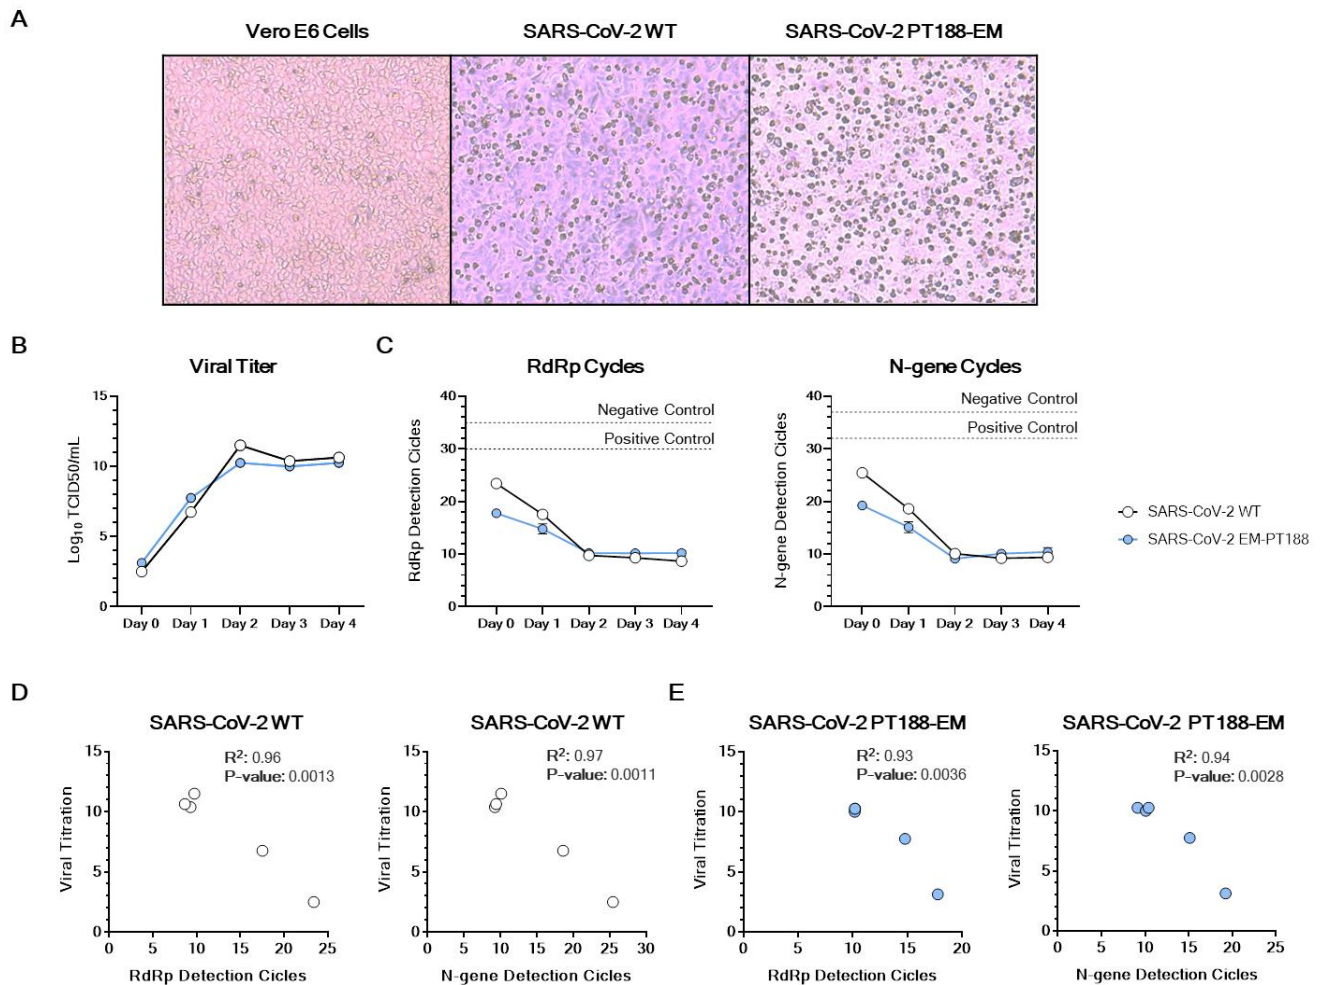 A
Vero E6 Cells
SARS-CoV-2 WT
SARS-CoV-2 PT188-EM
B
Viral Titer
Log10 TCID50/mL
15
10
5
0
Day 0 Day 1 Day 2 Day 3 Day 4
C
RdRp Cycles
RdRp Detection Cicles
40
30
20
10
0
Negative Control
Positive Control
Day 0 Day 1 Day 2 Day 3 Day 4
N-gene Cycles
N-gene Detection Cicles
40
30
20
10
0
Negative Control
Positive Control
Day 0 Day 1 Day 2 Day 3 Day 4
SARS-CoV-2 WT
SARS-CoV-2 EM-PT188
D
SARS-CoV-2 WT
R²: 0.96
P-value: 0.0013
Viral Titration
15
10
5
0
0 5 10 15 20 25
RdRp Detection Cicles
SARS-CoV-2 WT
R²: 0.97
P-value: 0.0011
Viral Titration
15
10
5
0
0 5 10 15 20 25 30
N-gene Detection Cicles
E
SARS-CoV-2 PT188-EM
R²: 0.93
P-value: 0.0036
Viral Titration
15
10
5
0
0 5 10 15 20
RdRp Detection Cicles
SARS-CoV-2 PT188-EM
R²: 0.94
P-value: 0.0028
Viral Titration
15
10
5
0
0 5 10 15 20 25
N-gene Detection Cicles